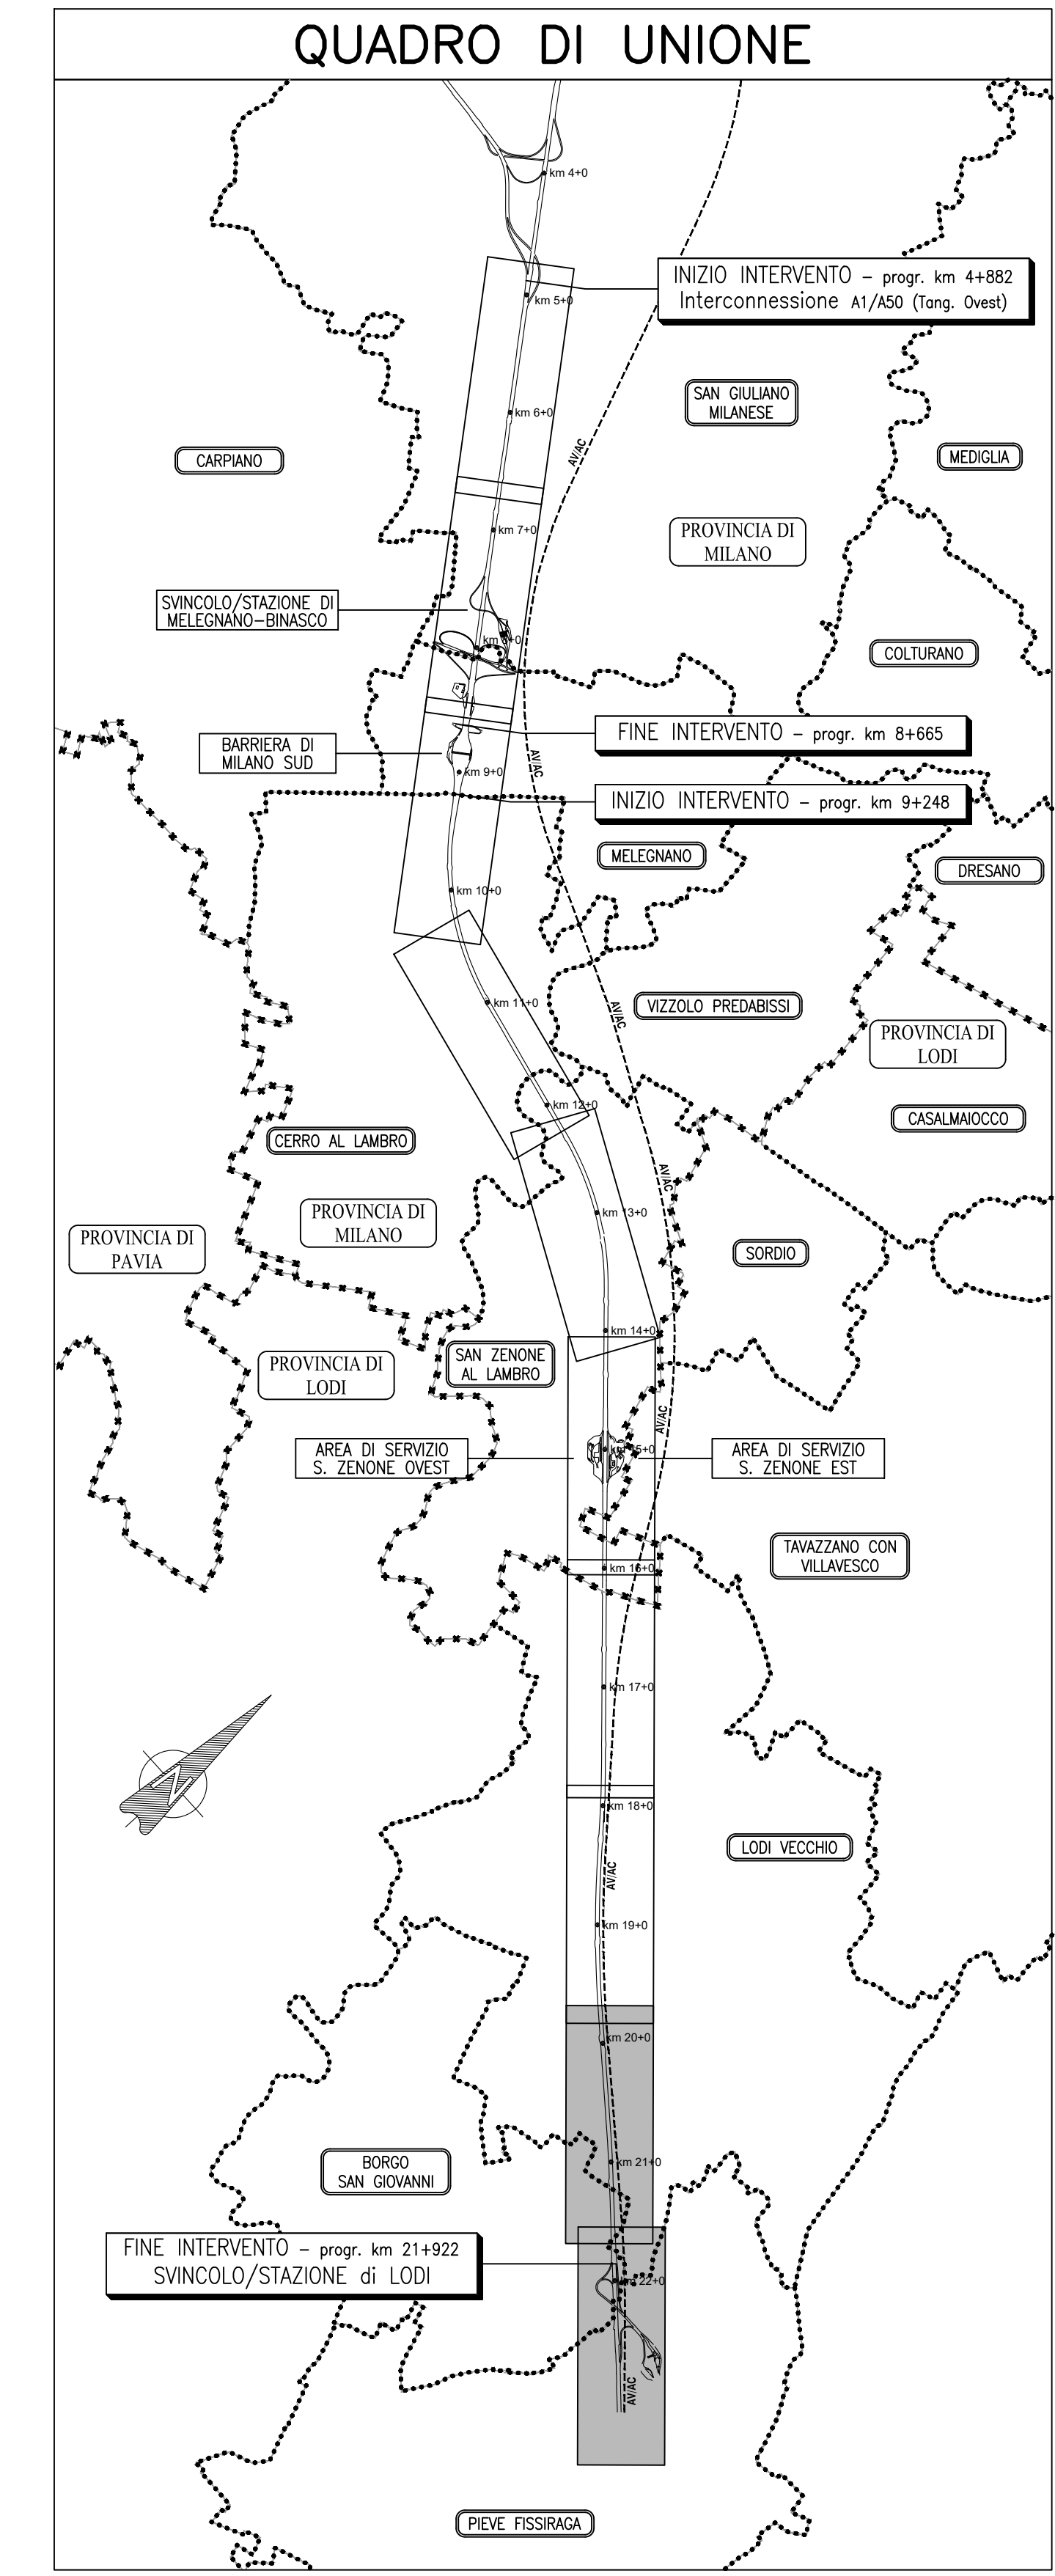 QUADRO DI UNIONE
km 4+0
INIZIO INTERVENTO – progr. km 4+882
Interconnessione A1/A50 (Tang. Ovest)
km 5+0
SAN GIULIANO
MILANESE
km 6+0
AV/AC
CARPIANO
MEDIGLIA
km 7+0
PROVINCIA DI
MILANO
SVINCOLO/STAZIONE DI
MELEGNANO–BINASCO
COLTURANO
FINE INTERVENTO – progr. km 8+665
BARRIERA DI
MILANO SUD
AV/AC
km 9+0
INIZIO INTERVENTO – progr. km 9+248
MELEGNANO
DRESANO
km 10+0
km 11+0
VIZZOLO PREDABISSI
AV/AC
PROVINCIA DI
LODI
km 12+0
CASALMAIOCCO
CERRO AL LAMBRO
AV/AC
PROVINCIA DI
MILANO
km 13+0
PROVINCIA DI
PAVIA
SORDIO
km 14+0
SAN ZENONE
AL LAMBRO
PROVINCIA DI
LODI
AV/AC
AREA DI SERVIZIO
S. ZENONE OVEST
AREA DI SERVIZIO
S. ZENONE EST
TAVAZZANO CON
VILLAVESCO
km 16+0
km 17+0
N
km 18+0
LODI VECCHIO
AV/AC
km 19+0
km 20+0
BORGO
SAN GIOVANNI
km 21+0
FINE INTERVENTO – progr. km 21+922
SVINCOLO/STAZIONE di LODI
km 22+0
AV/AC
PIEVE FISSIRAGA